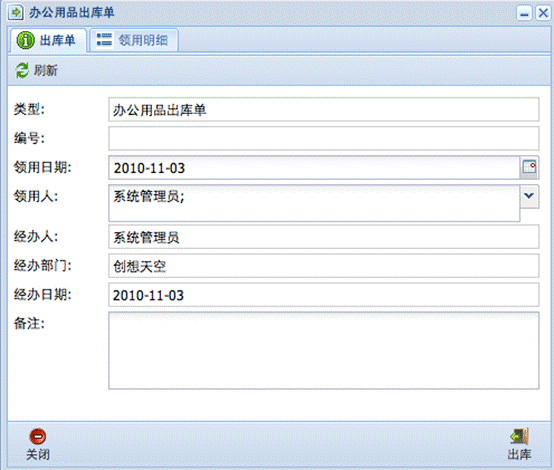 办公用品出库单
出库单 领用明细
刷新
类型: 办公用品出库单
编号:
领用日期: 2010-11-03
领用人: 系统管理员;
经办人: 系统管理员
经办部门: 创想天空
经办日期: 2010-11-03
备注:
关闭 出库